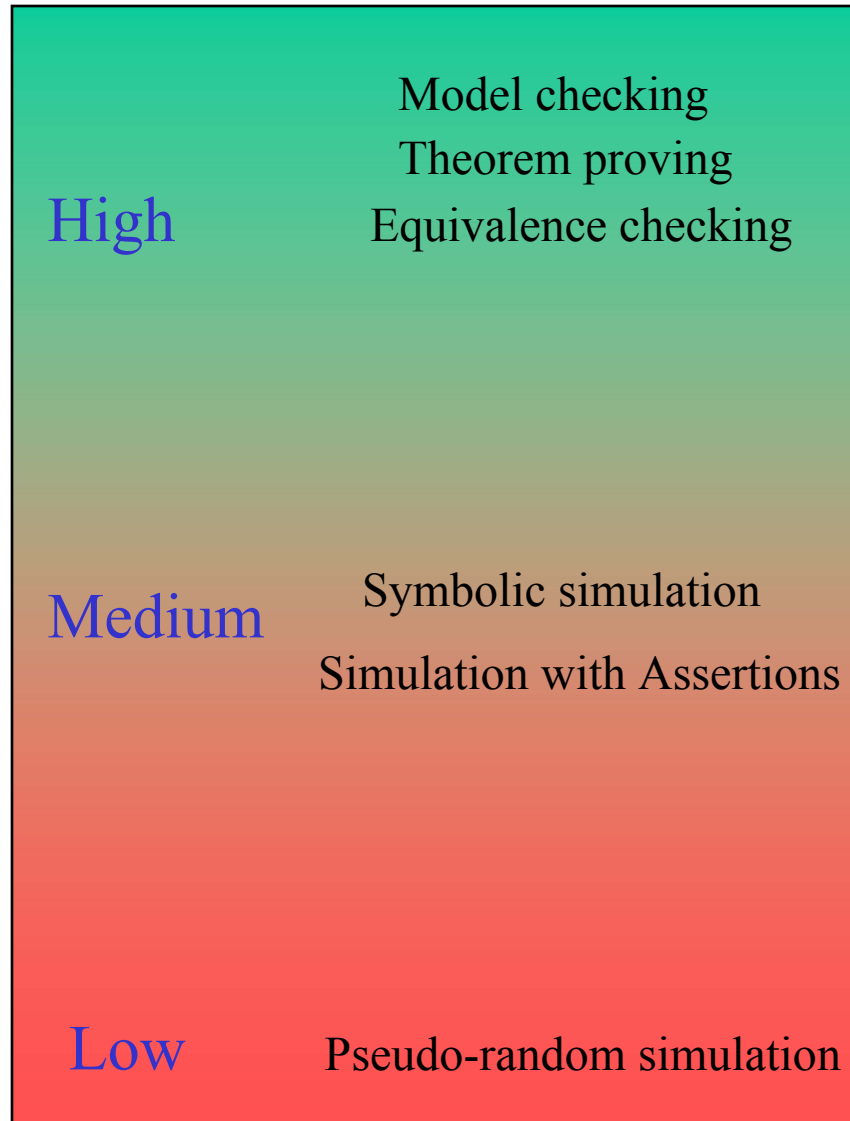 Model checking
Theorem proving
High
Equivalence checking
Medium
Symbolic simulation
Simulation with Assertions
Low
Pseudo-random simulation